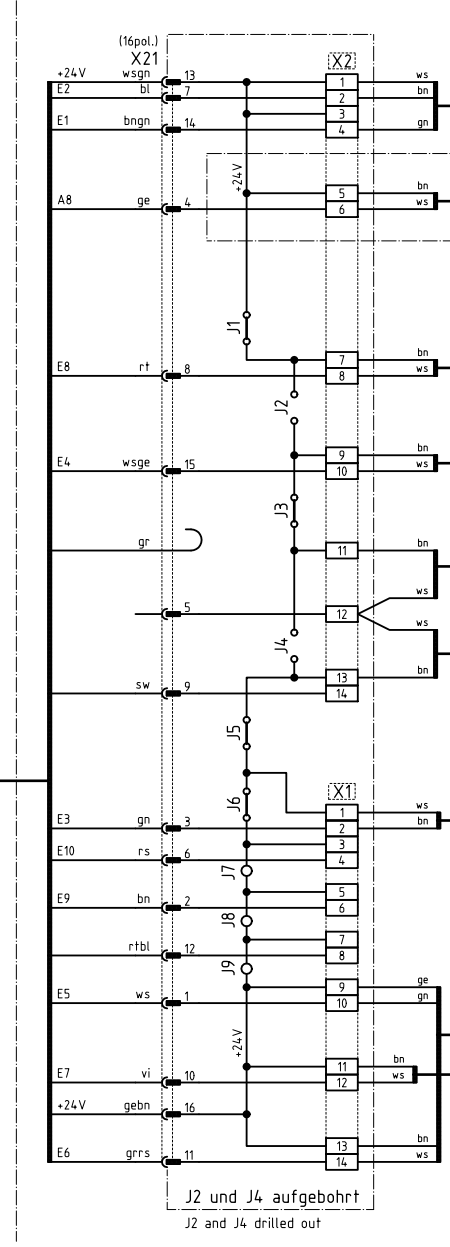 (16pol.)
X21
X2
+24V wsgn 13 1 ws
E2 bl 7 2 bn
3
E1 bngn 14 4 gn
+24V
5 bn
A8 ge 4 6 ws
J1
7 bn
E8 rt 8 8 ws
J2
9 bn
E4 wsge 15 10 ws
J3
gr 11 bn
ws
5 12
ws
J4
13 bn
sw 9 14
J5
X1
J6
1 ws
E3 gn 3 2 bn
3
E10 rs 6 4
J7
5
E9 bn 2 6
J8
7
rtbl 12 8
J9
9 ge
E5 ws 1 10 gn
+24V
11 bn
E7 vi 10 12 ws
+24V gebn 16
13 bn
E6 grrs 11 14 ws
J2 und J4 aufgebohrt
J2 and J4 drilled out